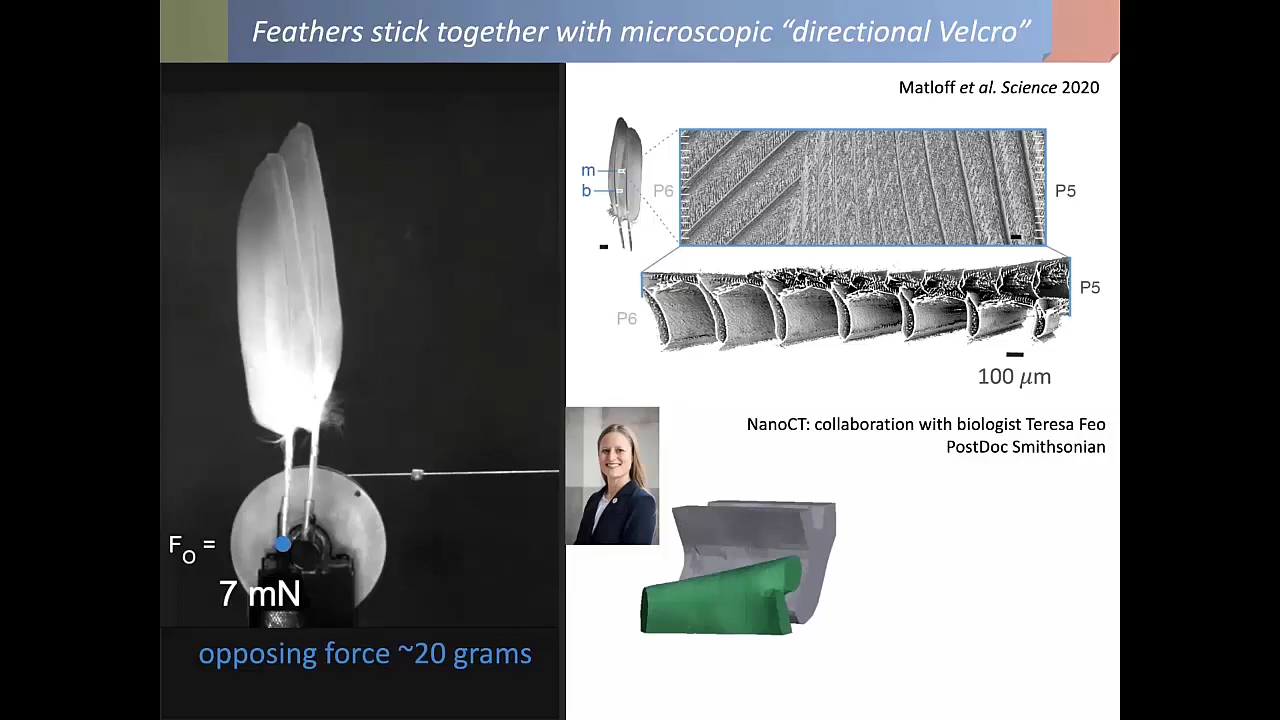 Feathers stick together with microscopic “directional Velcro”
Matloff et al. Science 2020
m
b
P6
P5
P6
P5
100 μm
NanoCT: collaboration with biologist Teresa Feo
PostDoc Smithsonian
FO =
7 mN
opposing force ~20 grams